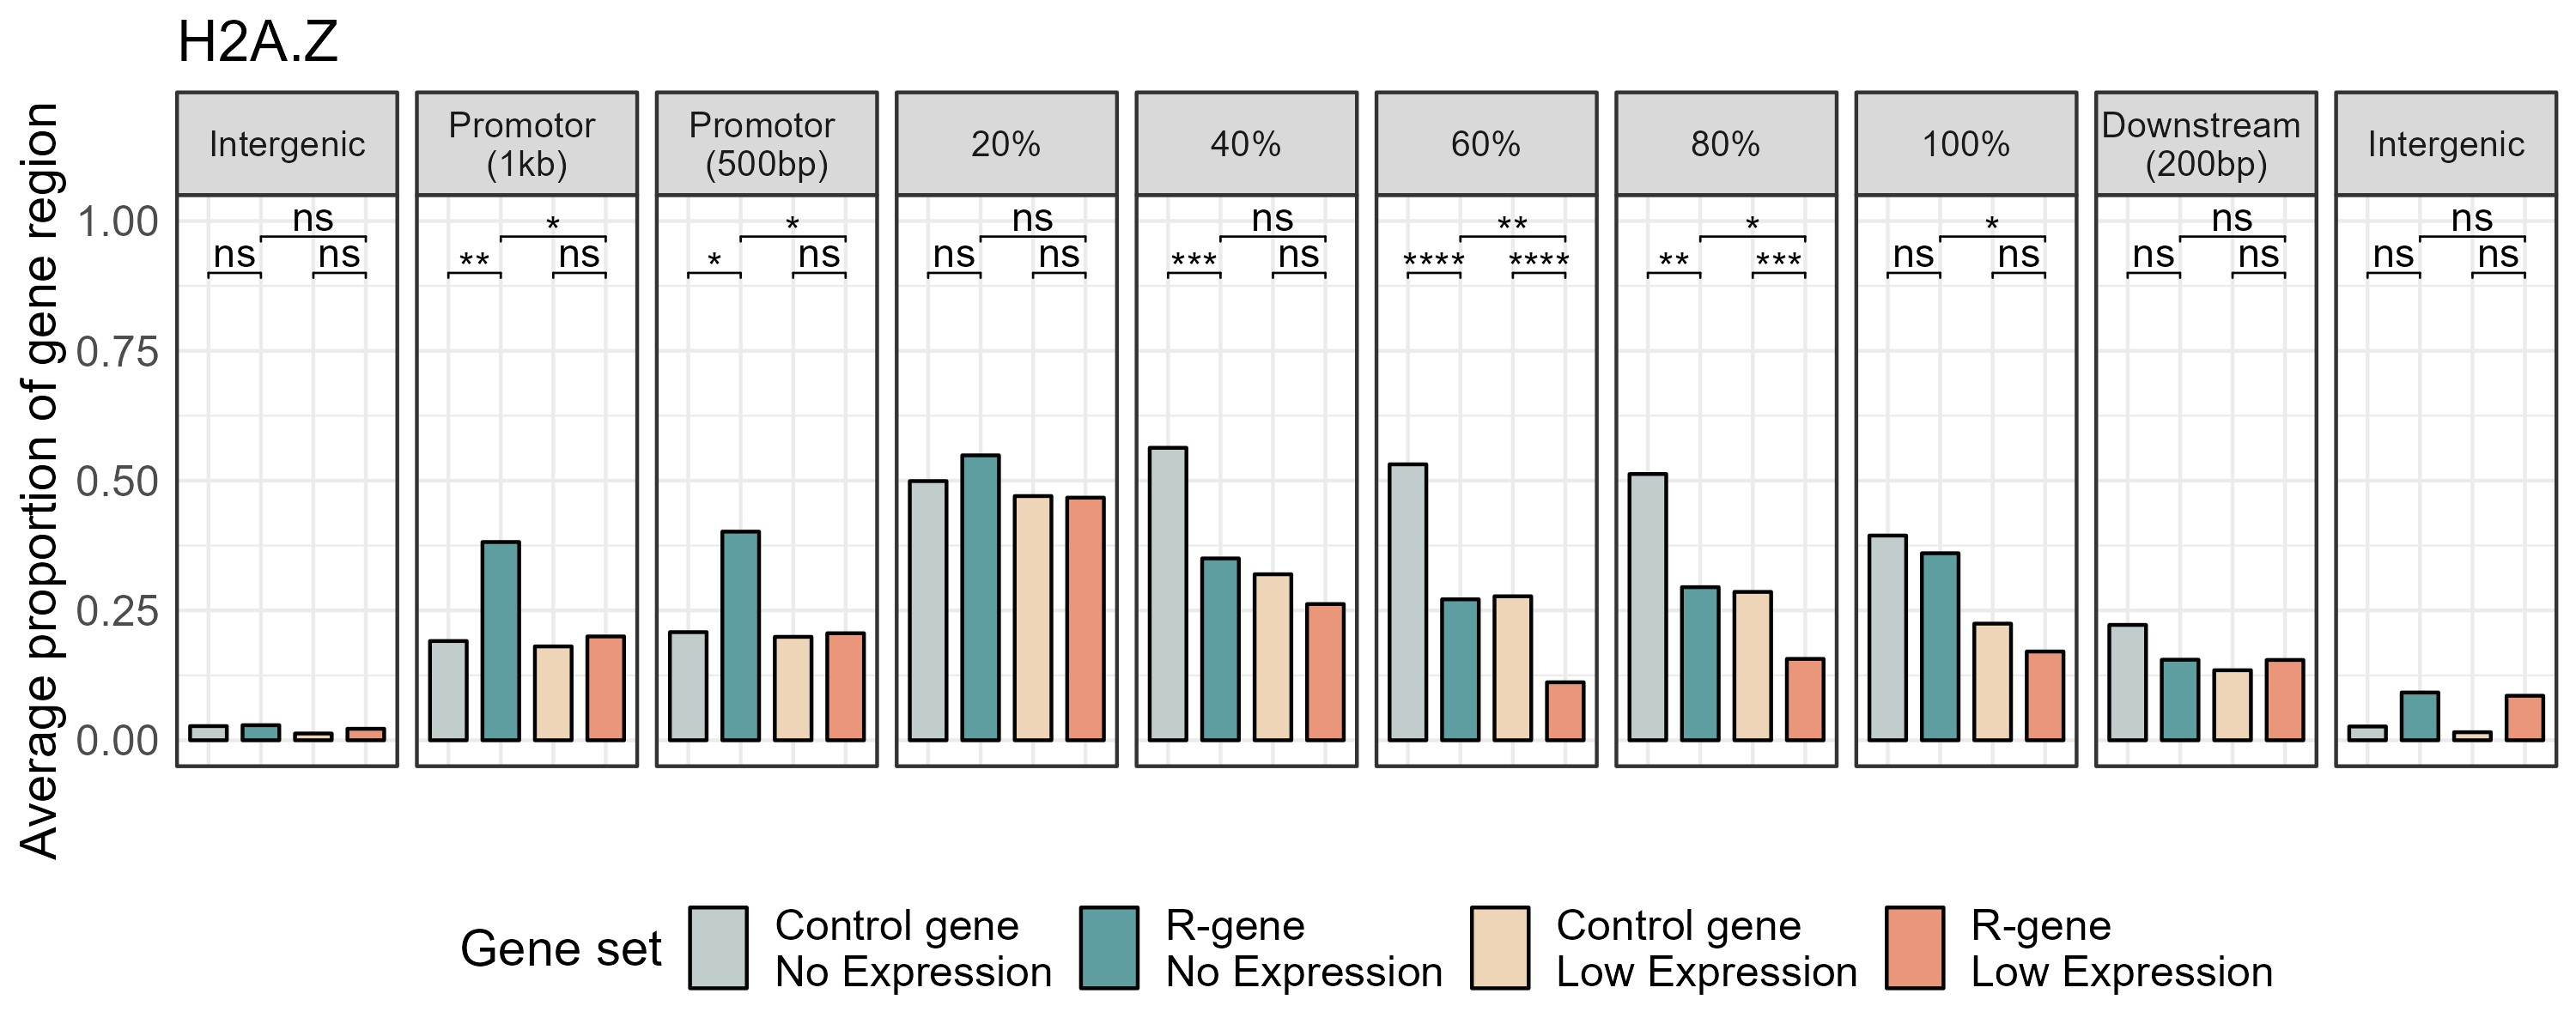 H2A.Z
Average proportion of gene region
Intergenic
Promotor
(1kb)
Promotor
(500bp)
20%
40%
60%
80%
100%
Downstream
(200bp)
Intergenic
1.00
0.75
0.50
0.25
0.00
ns
ns ns
*
** ns
*
* ns
ns
ns ns
ns
*** ns
**
**** ****
*
** ***
*
ns ns
ns
ns ns
ns
ns ns
Gene set
Control gene
No Expression
R-gene
No Expression
Control gene
Low Expression
R-gene
Low Expression